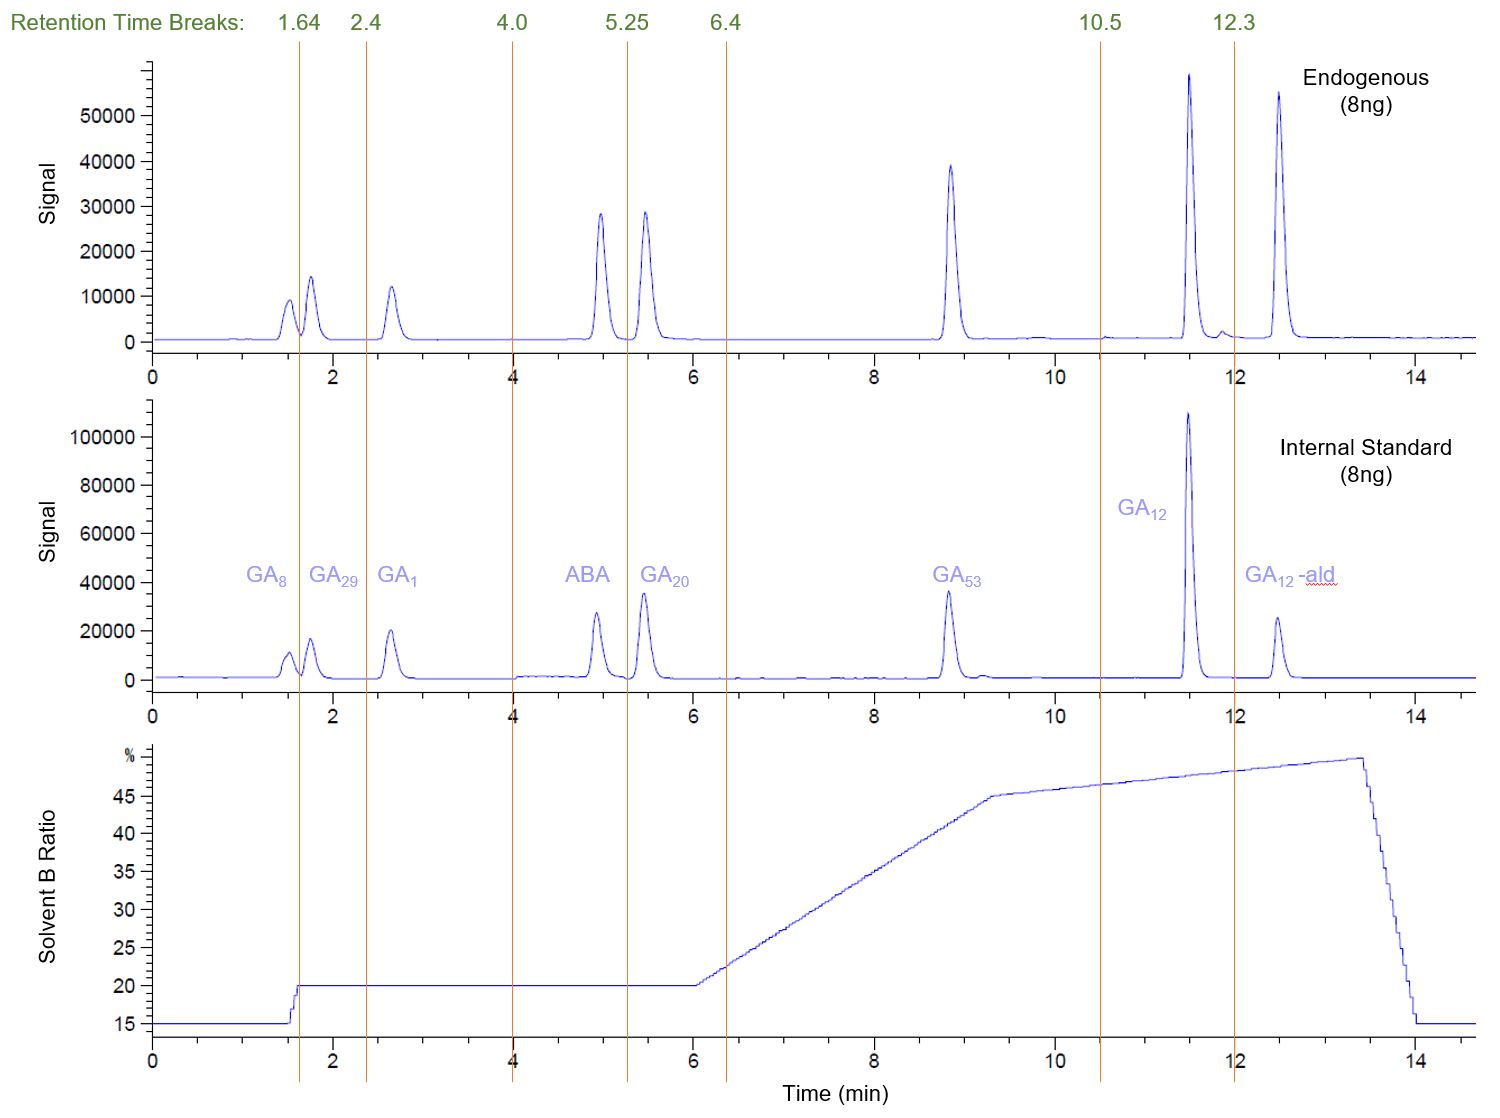 Retention Time Breaks: 1.64 2.4 4.0 5.25 6.4 10.5 12.3
Endogenous
(8ng)
Signal
50000
40000
30000
20000
10000
0
0 2 4 6 8 10 12 14
Internal Standard
(8ng)
Signal
100000
80000
60000
40000
20000
0
GA12
GA8 GA29 GA1 ABA GA20 GA53 GA12 -ald
0 2 4 6 8 10 12 14
Solvent B Ratio
%
45
40
35
30
25
20
15
0 2 4 6 8 10 12 14
Time (min)